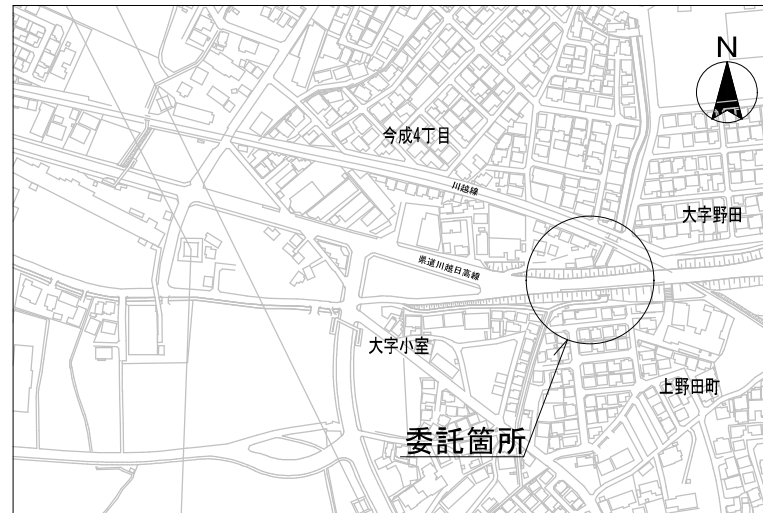 N
今成4丁目
川越線
大字野田
県道川越日高線
大字小室
上野田町
委託箇所